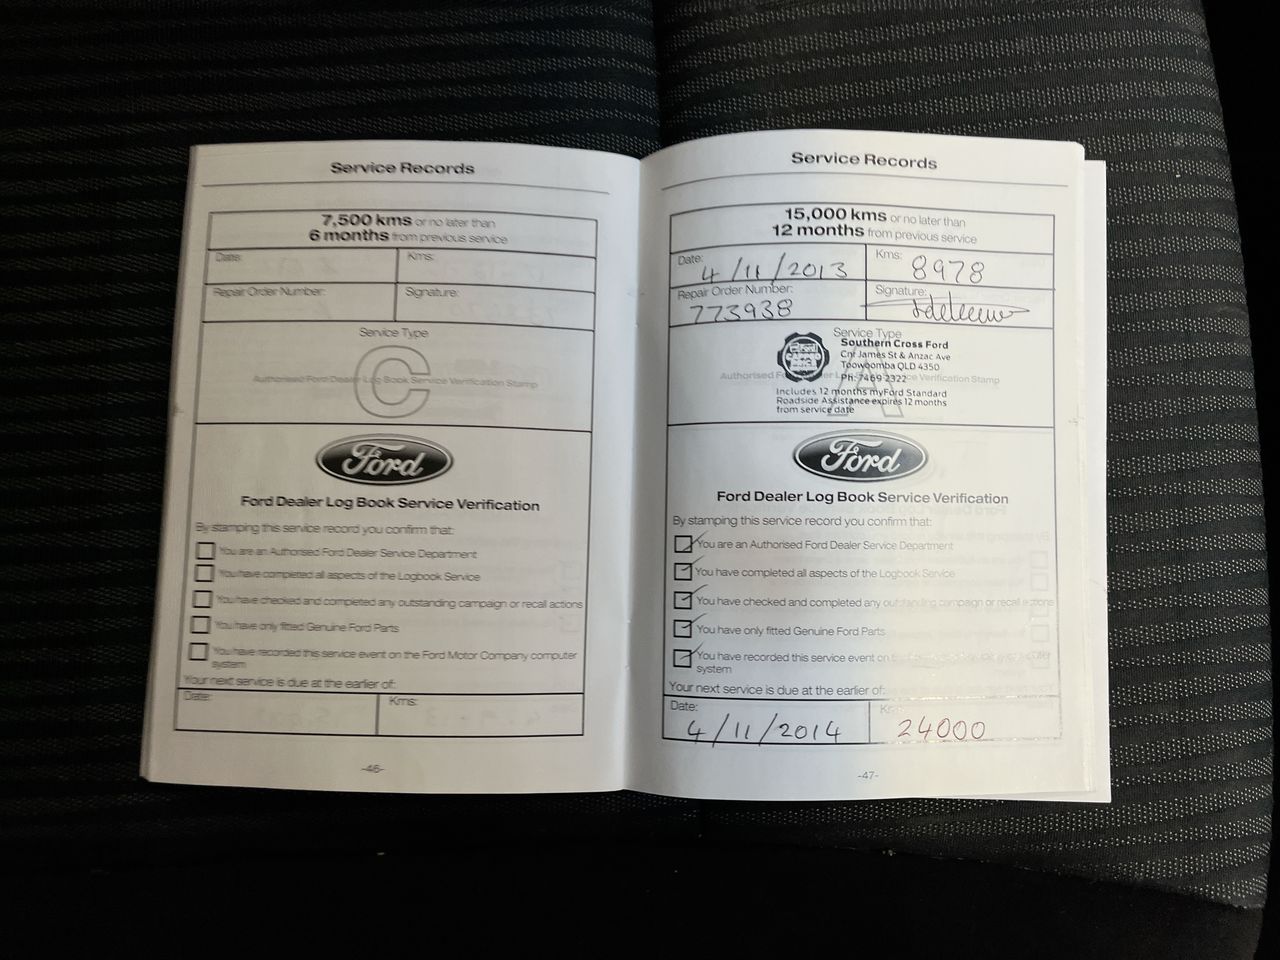 Service Records
7,500 kms or no later than
6 months from previous service
Date:
Kms:
Repair Order Number:
Signature:
Service Type
C
Authorised Ford Dealer Log Book Service Verification Stamp
Ford
Ford Dealer Log Book Service Verification
By stamping this service record you confirm that:
You are an Authorised Ford Dealer Service Department
You have completed all aspects of the Logbook Service
You have checked and completed any outstanding campaign or recall actions
You have only fitted Genuine Ford Parts
You have recorded this service event on the Ford Motor Company computer
system
Your next service is due at the earlier of:
Date:
Kms:
-46-
Service Records
15,000 kms or no later than
12 months from previous service
Date: 4/11/2013
Kms: 8978
Repair Order Number:
773938
Signature:
Service Type
A
Southern Cross Ford
Cnr James St & Anzac Ave
Toowoomba QLD 4350
Ph: 7469 2322
Authorised Ford Dealer Log Book Service Verification Stamp
Includes 12 months myFord Standard
Roadside Assistance expires 12 months
from service date
Ford
Ford Dealer Log Book Service Verification
By stamping this service record you confirm that:
You are an Authorised Ford Dealer Service Department
You have completed all aspects of the Logbook Service
You have checked and completed any outstanding campaign or recall actions
You have only fitted Genuine Ford Parts
You have recorded this service event on
system
Your next service is due at the earlier of:
Date:
4/11/2014
Kms:
24000
-47-